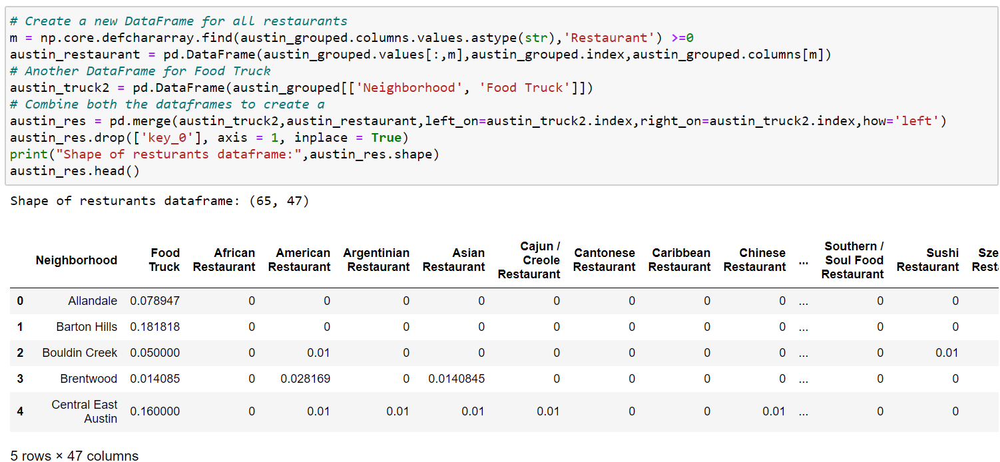 # Create a new DataFrame for all restaurants
m = np.core.defchararray.find(austin_grouped.columns.values.astype(str),'Restaurant') >=0
austin_restaurant = pd.DataFrame(austin_grouped.values[:,m],austin_grouped.index,austin_grouped.columns[m])
# Another DataFrame for Food Truck
austin_truck2 = pd.DataFrame(austin_grouped[['Neighborhood', 'Food Truck']])
# Combine both the dataframes to create a
austin_res = pd.merge(austin_truck2,austin_restaurant,left_on=austin_truck2.index,right_on=austin_truck2.index,how='left')
austin_res.drop(['key_0'], axis = 1, inplace = True)
print("Shape of resturants dataframe:",austin_res.shape)
austin_res.head()
Shape of resturants dataframe: (65, 47)
Neighborhood Food Truck African Restaurant American Restaurant Argentinian Restaurant Asian Restaurant Cajun / Creole Restaurant Cantonese Restaurant Caribbean Restaurant Chinese Restaurant ... Southern / Soul Food Restaurant Sushi Restaurant
0 Allandale 0.078947 0 0 0 0 0 0 0 0 ... 0 0
1 Barton Hills 0.181818 0 0 0 0 0 0 0 0 ... 0 0
2 Bouldin Creek 0.050000 0 0.01 0 0 0 0 0 0 ... 0 0.01
3 Brentwood 0.014085 0 0.028169 0 0.0140845 0 0 0 0 ... 0 0
4 Central East Austin 0.160000 0 0.01 0.01 0.01 0.01 0 0 0.01 ... 0 0
5 rows × 47 columns